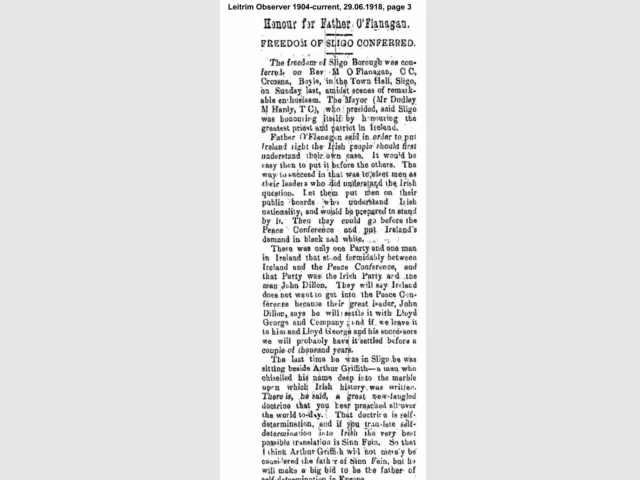 Leitrim Observer 1904-current, 29.06.1918, page 3
Honour for Father O'Flanagan.
FREEDOM OF SLIGO CONFERRED.
The freedom of Sligo Borough was con-
ferred, on Rev M O Flanagan, C C,
Crossna, Boyle, in the Town Hall, Sligo,
on Sunday last, amidst scenes of remark-
able enthusiasm. The Mayor (Mr Dudley
M Hanly, T C), who presided, said Sligo
was honouring itself by honouring the
greatest priest and patriot in Ireland.
Father O'Flanagan said in order to put
Ireland right the Irish people should first
understand their own case. It would be
easy then to put it before the others. The
way to succeed in that was to select men as
their leaders who did understand the Irish
question. Let them put men on their
public boards who understand Irish
nationality, and would be prepared to stand
by it. Then they could go before the
Peace Conference and put Ireland's
demand in black and white.
There was only one Party and one man
in Ireland that stood formidably between
Ireland and the Peace Conference, and
that Party was the Irish Party and the
man John Dillon. They will say Ireland
does not want to get into the Peace Con-
ference because their great leader, John
Dillon, says he will settle it with Lloyd
George and Company; and if we leave it
to him and Lloyd George and his successors
we will probably have it settled before a
couple of thousand years.
The last time he was in Sligo he was
sitting beside Arthur Griffith—a man who
chiselled his name deep into the marble
upon which Irish history was written.
There is, he said, a great new-fangled
doctrine that you hear preached all over
the world to-day. That doctrine is self-
determination, and if you translate self-
determination into Irish the very best
possible translation is Sinn Fein. So that
I think Arthur Griffith will not merely be
considered the father of Sinn Fein, but he
will make a big bid to be the father of
self determination in Europe